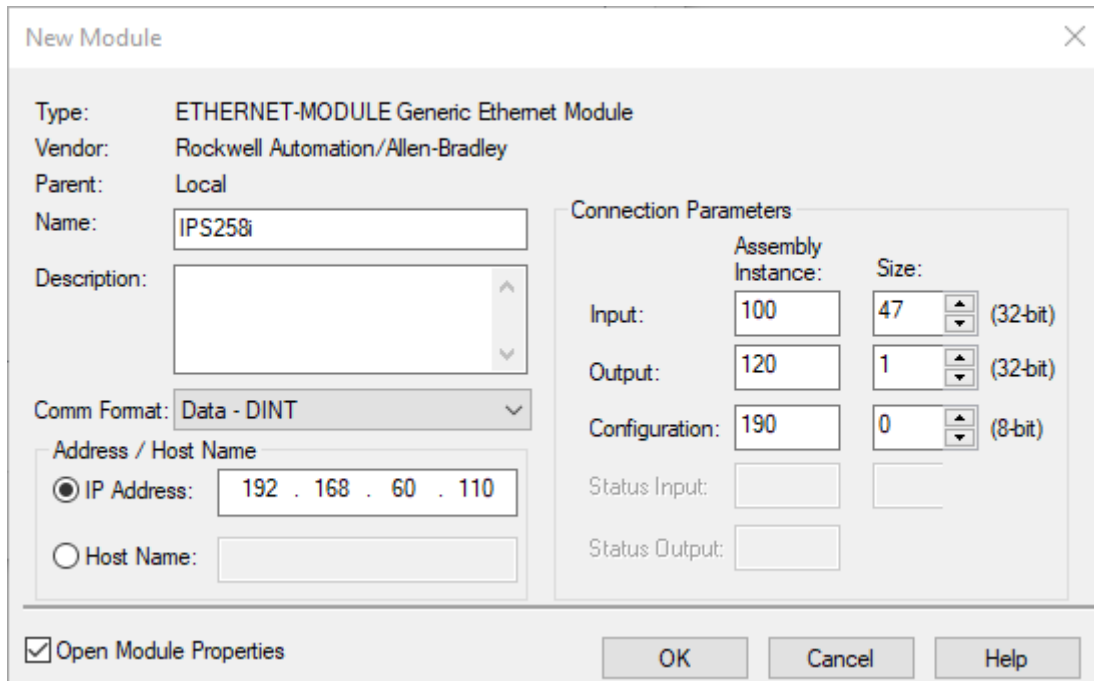 New Module
Type: ETHERNET-MODULE Generic Ethernet Module
Vendor: Rockwell Automation/Allen-Bradley
Parent: Local
Name: IPS258i
Description:
Comm Format: Data - DINT
Address / Host Name
IP Address: 192 . 168 . 60 . 110
Host Name:
Connection Parameters
Assembly
Instance: Size:
Input: 100 47 (32-bit)
Output: 120 1 (32-bit)
Configuration: 190 0 (8-bit)
Status Input:
Status Output:
Open Module Properties
OK Cancel Help